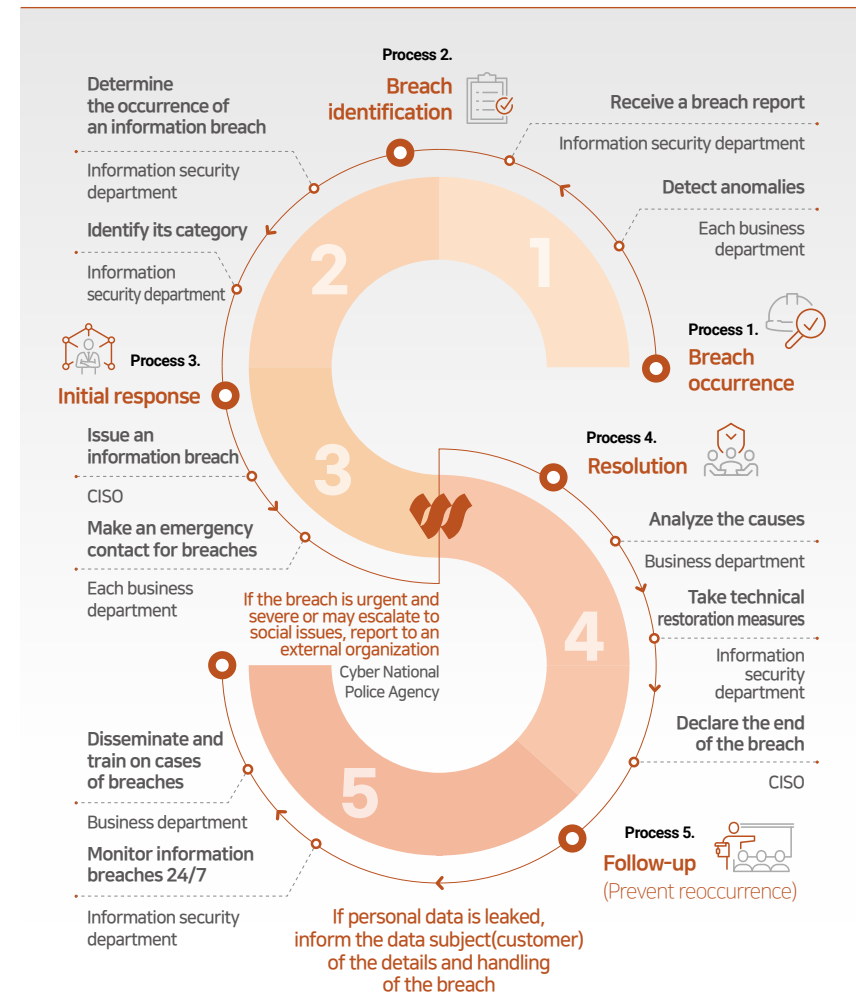 Process 1.
Breach
occurrence
1
Detect anomalies
Each business
department
Receive a breach report
Information security department
Process 2.
Breach
identification
2
Determine
the occurrence of
an information breach
Information security
department
Identify its category
Information
security department
Process 3.
Initial response
3
Issue an
information breach
CISO
Make an emergency
contact for breaches
Each business
department
If the breach is urgent and
severe or may escalate to
social issues, report to an
external organization
Cyber National
Police Agency
Process 4.
Resolution
4
Analyze the causes
Business department
Take technical
restoration measures
Information
security
department
Declare the end
of the breach
CISO
Process 5.
Follow-up
(Prevent reoccurrence)
5
If personal data is leaked,
inform the data subject(customer)
of the details and handling
of the breach
Monitor information
breaches 24/7
Information security
department
Disseminate and
train on cases
of breaches
Business department